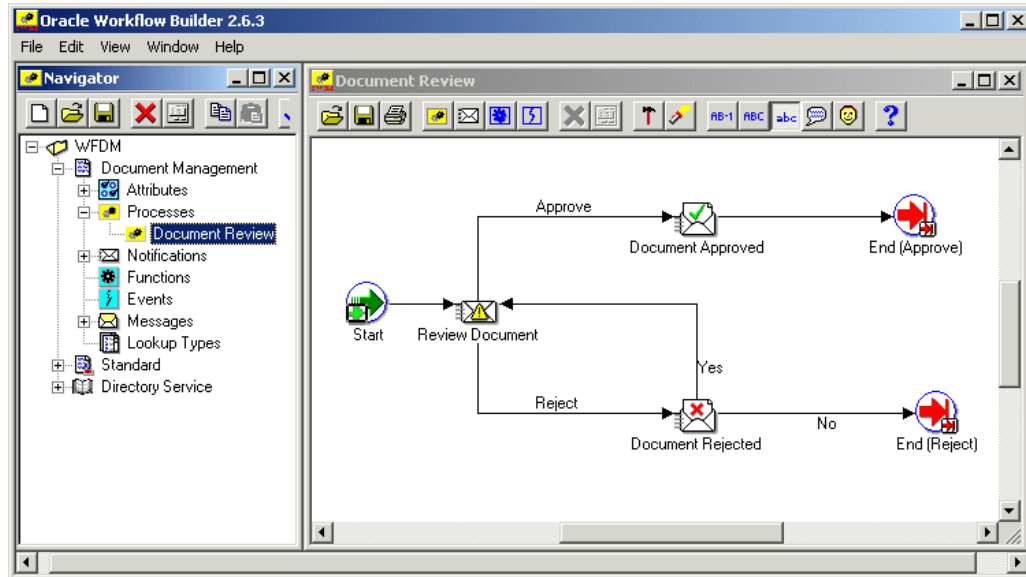 Oracle Workflow Builder 2.6.3
File Edit View Window Help
Navigator
WFDM
Document Management
Attributes
Processes
Document Review
Notifications
Functions
Events
Messages
Lookup Types
Standard
Directory Service
Document Review
AB-1 ABC abc ?
Approve
Document Approved
End (Approve)
Start
Review Document
Yes
Reject
No
Document Rejected
End (Reject)